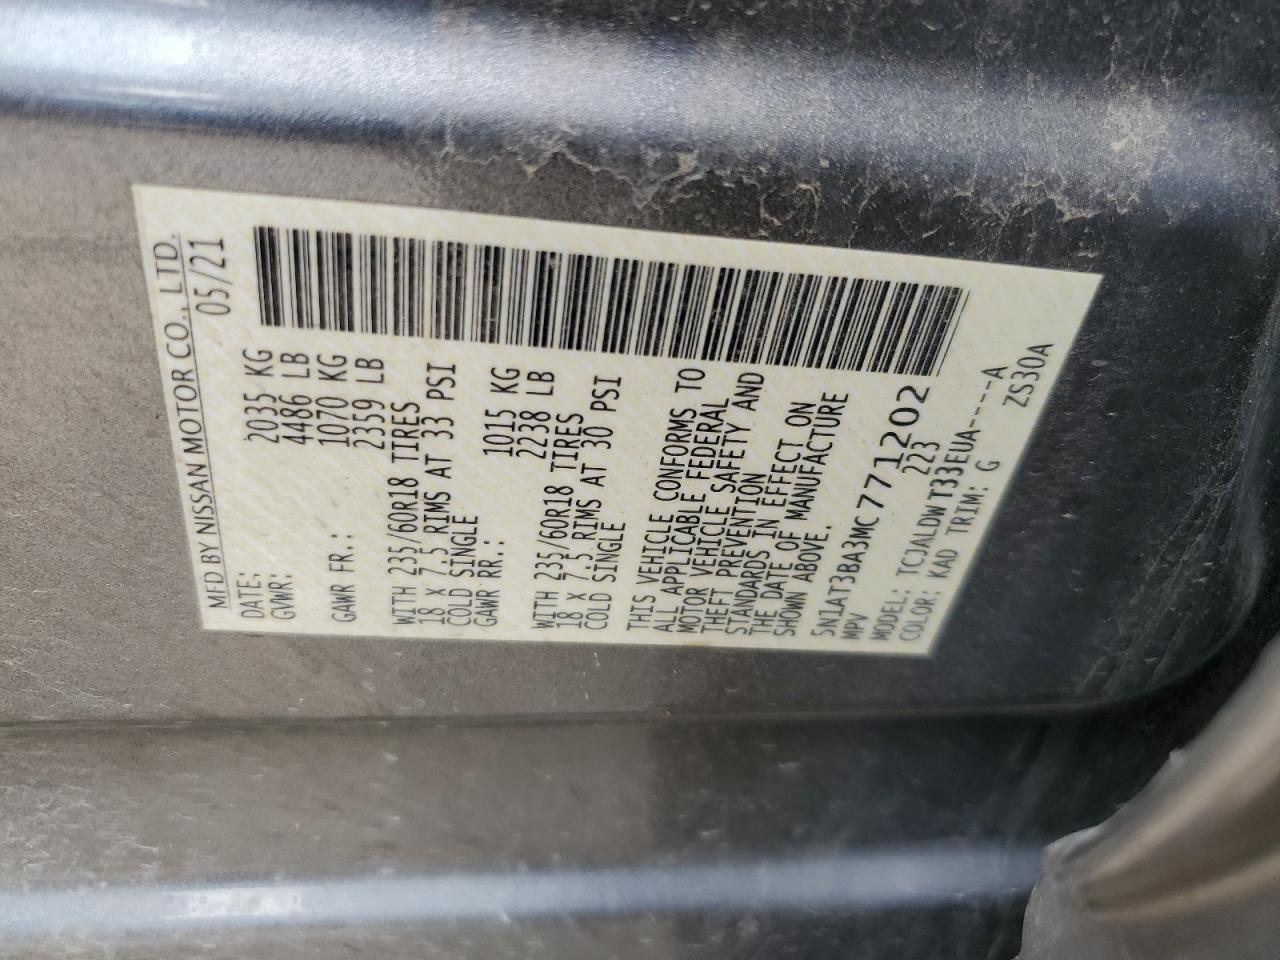 MFD BY NISSAN MOTOR CO., LTD.
DATE: 05/21
GVWR: 2035 KG
4486 LB
GAWR FR.: 1070 KG
2359 LB
WITH 235/60R18 TIRES
18 X 7.5 RIMS AT 33 PSI
COLD SINGLE
GAWR RR.: 1015 KG
2238 LB
WITH 235/60R18 TIRES
18 X 7.5 RIMS AT 30 PSI
COLD SINGLE
THIS VEHICLE CONFORMS TO
ALL APPLICABLE FEDERAL
MOTOR VEHICLE SAFETY AND
THEFT PREVENTION
STANDARDS IN EFFECT ON
THE DATE OF MANUFACTURE
SHOWN ABOVE.
5N1AT3BA3MC771202
MPV 223
MODEL: TCJALDWT33EUA----A
COLOR: KAD TRIM: G ZS30A